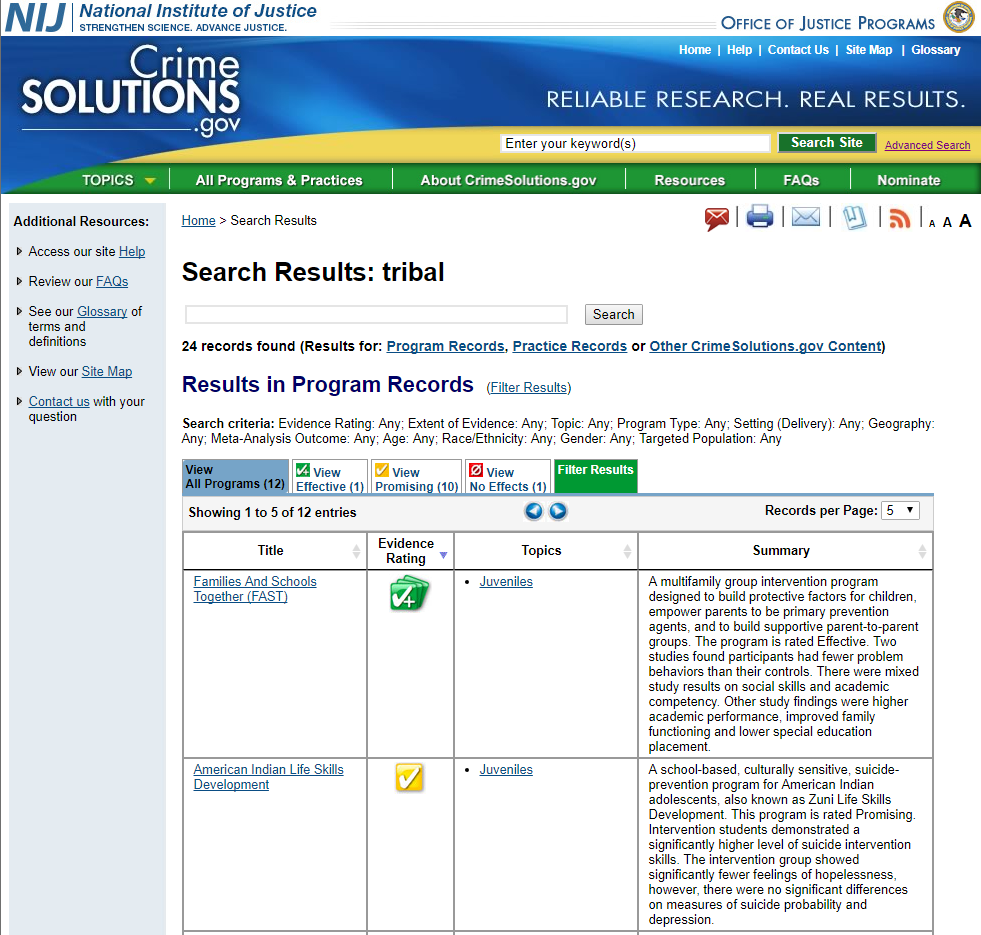 NIJ
National Institute of Justice
STRENGTHEN SCIENCE. ADVANCE JUSTICE.
OFFICE OF JUSTICE PROGRAMS
Home | Help | Contact Us | Site Map | Glossary
Crime
SOLUTIONS
.gov
RELIABLE RESEARCH. REAL RESULTS.
Enter your keyword(s)
Search Site
Advanced Search
TOPICS
All Programs & Practices
About CrimeSolutions.gov
Resources
FAQs
Nominate
Additional Resources:
Access our site Help
Review our FAQs
See our Glossary of
terms and
definitions
View our Site Map
Contact us with your
question
Home > Search Results
A A A
Search Results: tribal
Search
24 records found (Results for: Program Records, Practice Records or Other CrimeSolutions.gov Content)
Results in Program Records (Filter Results)
Search criteria: Evidence Rating: Any; Extent of Evidence: Any; Topic: Any; Program Type: Any; Setting (Delivery): Any; Geography:
Any; Meta-Analysis Outcome: Any; Age: Any; Race/Ethnicity: Any; Gender: Any; Targeted Population: Any
View
All Programs (12)
View
Effective (1)
View
Promising (10)
View
No Effects (1)
Filter Results
Showing 1 to 5 of 12 entries
Records per Page: 5
Title
Evidence
Rating
Topics
Summary
Families And Schools
Together (FAST)
Juveniles
A multifamily group intervention program
designed to build protective factors for children,
empower parents to be primary prevention
agents, and to build supportive parent-to-parent
groups. The program is rated Effective. Two
studies found participants had fewer problem
behaviors than their controls. There were mixed
study results on social skills and academic
competency. Other study findings were higher
academic performance, improved family
functioning and lower special education
placement.
American Indian Life Skills
Development
Juveniles
A school-based, culturally sensitive, suicide-
prevention program for American Indian
adolescents, also known as Zuni Life Skills
Development. This program is rated Promising.
Intervention students demonstrated a
significantly higher level of suicide intervention
skills. The intervention group showed
significantly fewer feelings of hopelessness,
however, there were no significant differences
on measures of suicide probability and
depression.